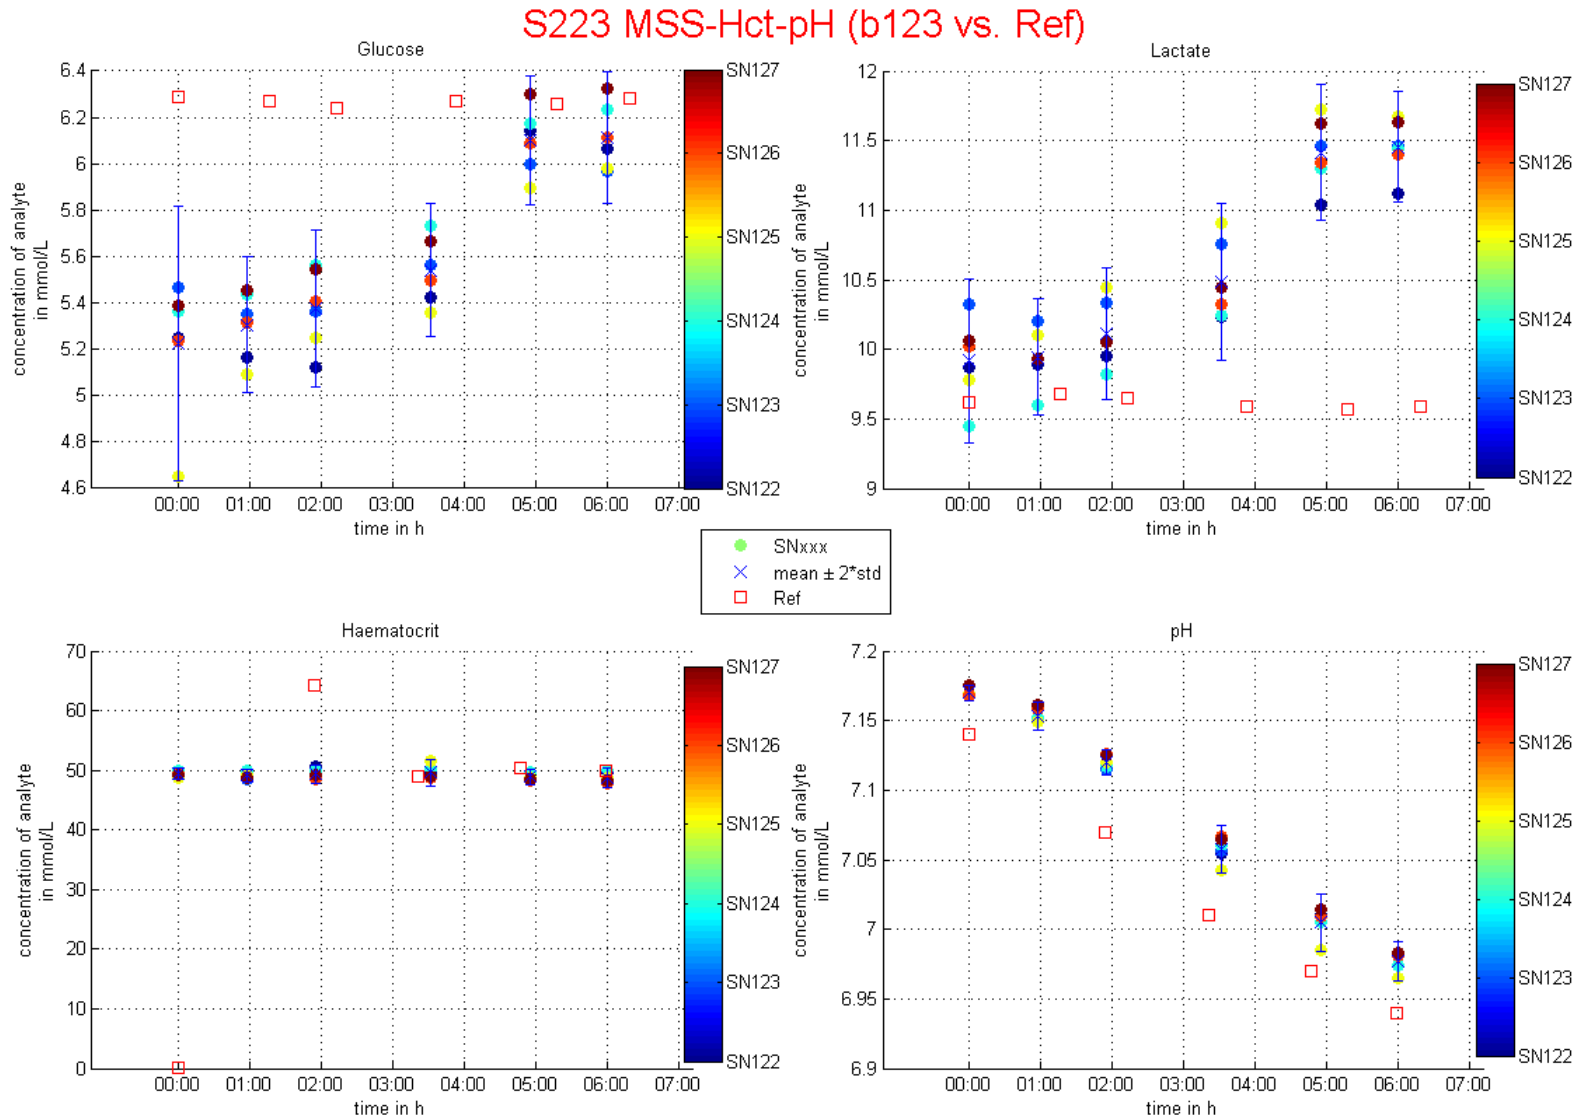 S223 MSS-Hct-pH (b123 vs. Ref)
Glucose
concentration of analyte
in mmol/L
6.4
6.2
6
5.8
5.6
5.4
5.2
5
4.8
4.6
00:00 01:00 02:00 03:00 04:00 05:00 06:00 07:00
time in h
SN127
SN126
SN125
SN124
SN123
SN122
Lactate
concentration of analyte
in mmol/L
12
11.5
11
10.5
10
9.5
9
00:00 01:00 02:00 03:00 04:00 05:00 06:00 07:00
time in h
SN127
SN126
SN125
SN124
SN123
SN122
SNxxx
mean ± 2*std
Ref
Haematocrit
concentration of analyte
in mmol/L
70
60
50
40
30
20
10
0
00:00 01:00 02:00 03:00 04:00 05:00 06:00 07:00
time in h
SN127
SN126
SN125
SN124
SN123
SN122
pH
concentration of analyte
in mmol/L
7.2
7.15
7.1
7.05
7
6.95
6.9
00:00 01:00 02:00 03:00 04:00 05:00 06:00 07:00
time in h
SN127
SN126
SN125
SN124
SN123
SN122